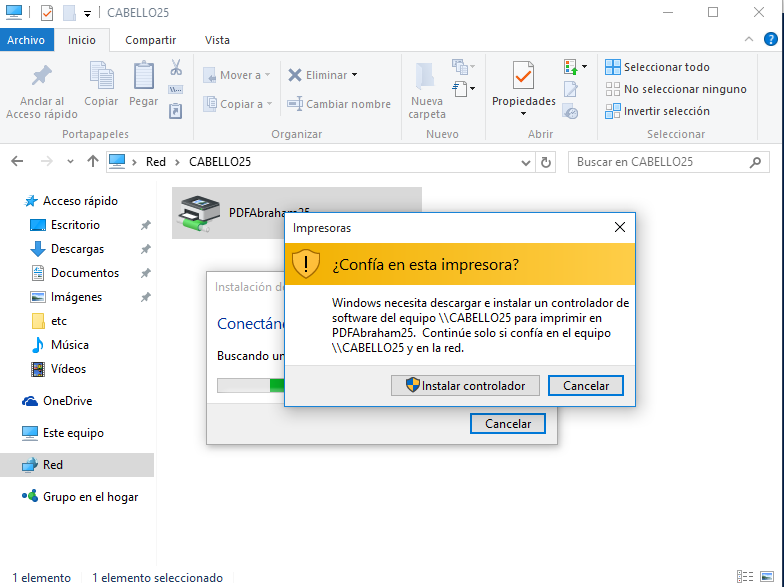 CABELLO25
Archivo Inicio Compartir Vista
Anclar al
Acceso rápido
Copiar
Pegar
Mover a
Copiar a
Eliminar
Cambiar nombre
Nueva
carpeta
Propiedades
Seleccionar todo
No seleccionar ninguno
Invertir selección
Portapapeles Organizar Nuevo Abrir Seleccionar
Red CABELLO25
Buscar en CABELLO25
Acceso rápido
Escritorio
Descargas
Documentos
Imágenes
etc
Música
Vídeos
OneDrive
Este equipo
Red
Grupo en el hogar
PDFAbraham25
Instalación
Conectán
Buscando un
Cancelar
Impresoras
¿Confía en esta impresora?
Windows necesita descargar e instalar un controlador de
software del equipo \\CABELLO25 para imprimir en
PDFAbraham25. Continúe solo si confía en el equipo
\\CABELLO25 y en la red.
Instalar controlador
Cancelar
1 elemento 1 elemento seleccionado